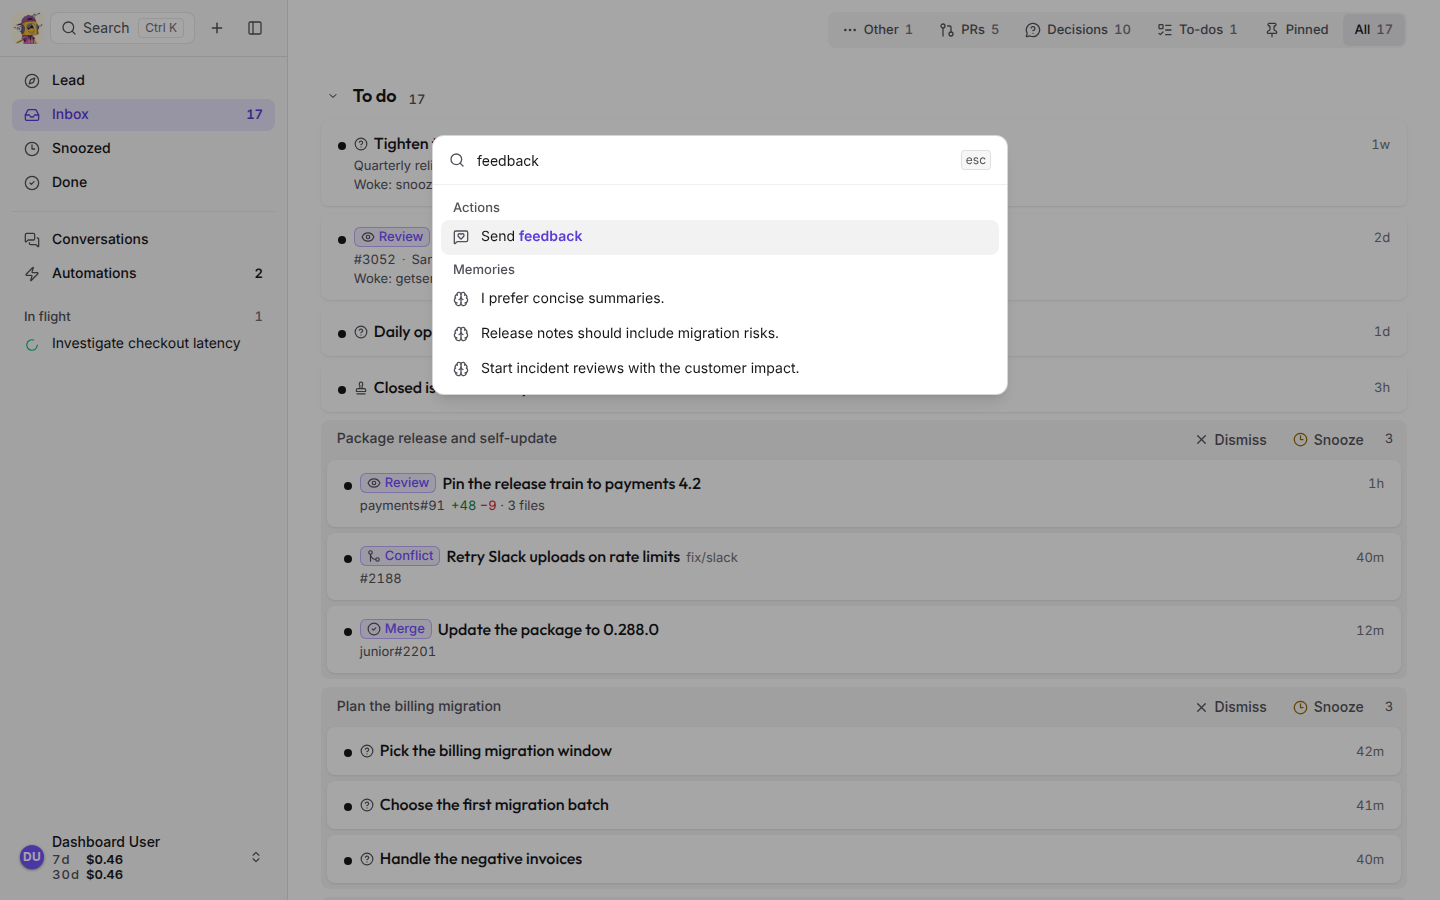 Search Ctrl K
Lead
Inbox 17
Snoozed
Done
Conversations
Automations 2
In flight 1
Investigate checkout latency
Dashboard User
DU
7d $0.46
30d $0.46
Other 1 PRs 5 Decisions 10 To-dos 1 Pinned All 17
To do 17
Tighten 1w
Quarterly
Woke:
feedback esc
Actions
Send feedback
Memories
I prefer concise summaries.
Release notes should include migration risks.
Start incident reviews with the customer impact.
Review 2d
#3052 ·
Woke:
Daily 1d
Closed 3h
Package release and self-update Dismiss Snooze 3
Review Pin the release train to payments 4.2 1h
payments#91 +48 −9 · 3 files
Conflict Retry Slack uploads on rate limits fix/slack 40m
#2188
Merge Update the package to 0.288.0 12m
junior#2201
Plan the billing migration Dismiss Snooze 3
Pick the billing migration window 42m
Choose the first migration batch 41m
Handle the negative invoices 40m